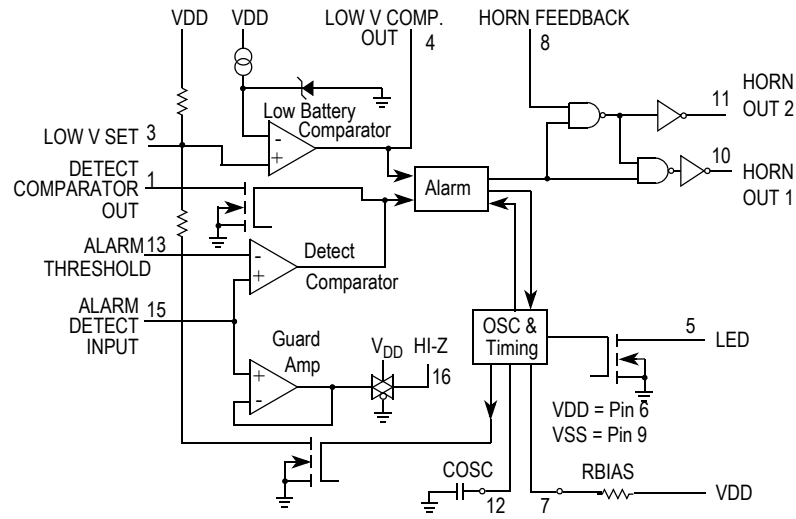 VDD
VDD
LOW V COMP.
OUT
4
HORN FEEDBACK
8
HORN
OUT 2
11
Low Battery
Comparator
-
+
LOW V SET
3
DETECT
COMPARATOR
OUT
1
Alarm
10
HORN
OUT 1
ALARM
THRESHOLD
13
-
+
Detect
Comparator
ALARM
DETECT
INPUT
15
OSC &
Timing
5
LED
Guard
Amp
+
-
VDD
HI-Z
16
VDD = Pin 6
VSS = Pin 9
COSC
12
7
RBIAS
VDD